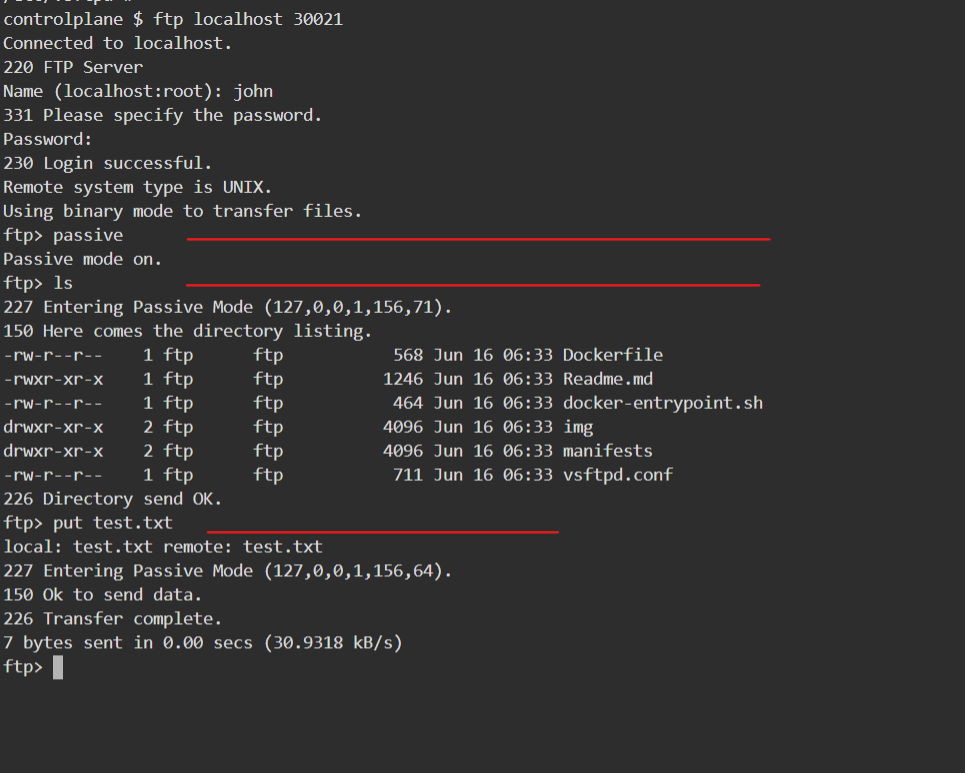 controlplane $ ftp localhost 30021
Connected to localhost.
220 FTP Server
Name (localhost:root): john
331 Please specify the password.
Password:
230 Login successful.
Remote system type is UNIX.
Using binary mode to transfer files.
ftp> passive
Passive mode on.
ftp> ls
227 Entering Passive Mode (127,0,0,1,156,71).
150 Here comes the directory listing.
-rw-r--r--    1 ftp      ftp           568 Jun 16 06:33 Dockerfile
-rwxr-xr-x    1 ftp      ftp          1246 Jun 16 06:33 Readme.md
-rw-r--r--    1 ftp      ftp           464 Jun 16 06:33 docker-entrypoint.sh
drwxr-xr-x    2 ftp      ftp          4096 Jun 16 06:33 img
drwxr-xr-x    2 ftp      ftp          4096 Jun 16 06:33 manifests
-rw-r--r--    1 ftp      ftp           711 Jun 16 06:33 vsftpd.conf
226 Directory send OK.
ftp> put test.txt
local: test.txt remote: test.txt
227 Entering Passive Mode (127,0,0,1,156,64).
150 Ok to send data.
226 Transfer complete.
7 bytes sent in 0.00 secs (30.9318 kB/s)
ftp>